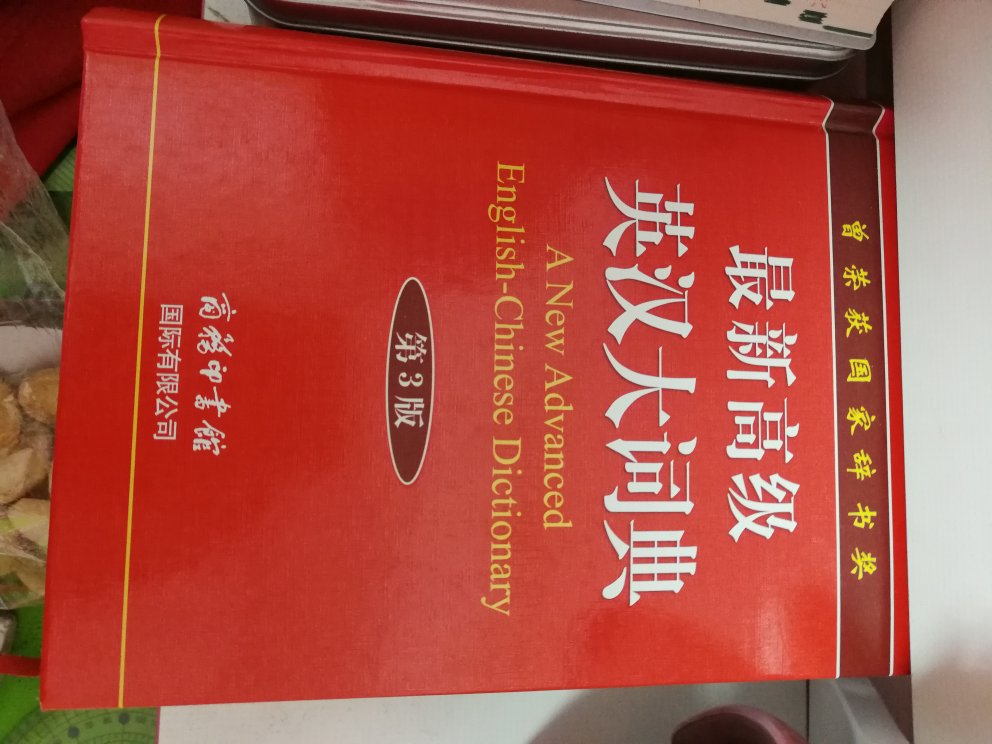 曾荣获国家辞书奖
最新高级
英汉大词典
A New Advanced
English-Chinese Dictionary
第3版
商务印书馆
国际有限公司